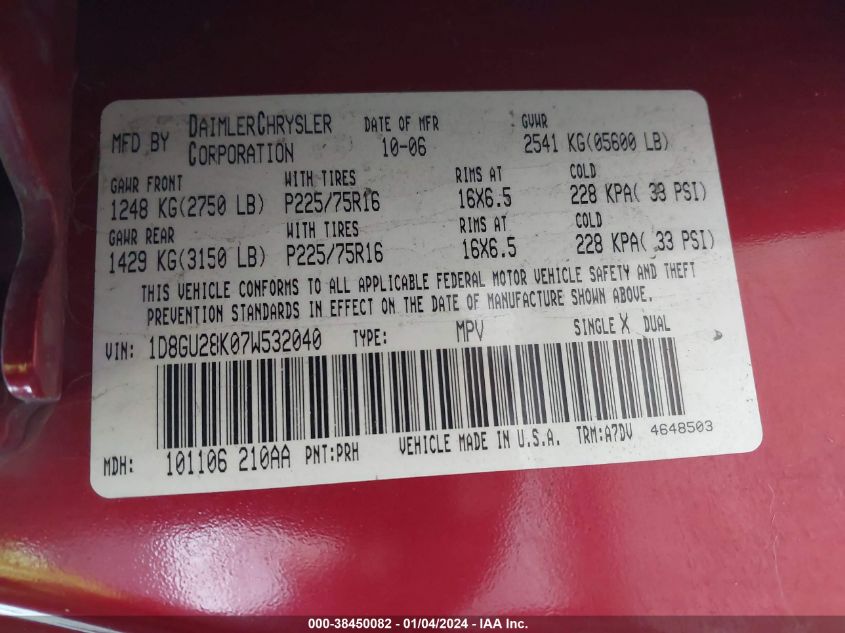 MFD BY DAIMLERCHRYSLER CORPORATION DATE OF MFR 10-06 GVWR 2541 KG(05600 LB)
GAWR FRONT WITH TIRES RIMS AT COLD
1248 KG(2750 LB) P225/75R16 16X6.5 228 KPA( 33 PSI)
GAWR REAR WITH TIRES RIMS AT COLD
1429 KG(3150 LB) P225/75R16 16X6.5 228 KPA( 33 PSI)
THIS VEHICLE CONFORMS TO ALL APPLICABLE FEDERAL MOTOR VEHICLE SAFETY AND THEFT
PREVENTION STANDARDS IN EFFECT ON THE DATE OF MANUFACTURE SHOWN ABOVE.
VIN: 1D8GU28K07W532040 TYPE: MPV SINGLE X DUAL
MDH: 101106 210AA PNT:PRH VEHICLE MADE IN U.S.A. TRM:A7DV 4648503
000-38450082 - 01/04/2024 - IAA Inc.